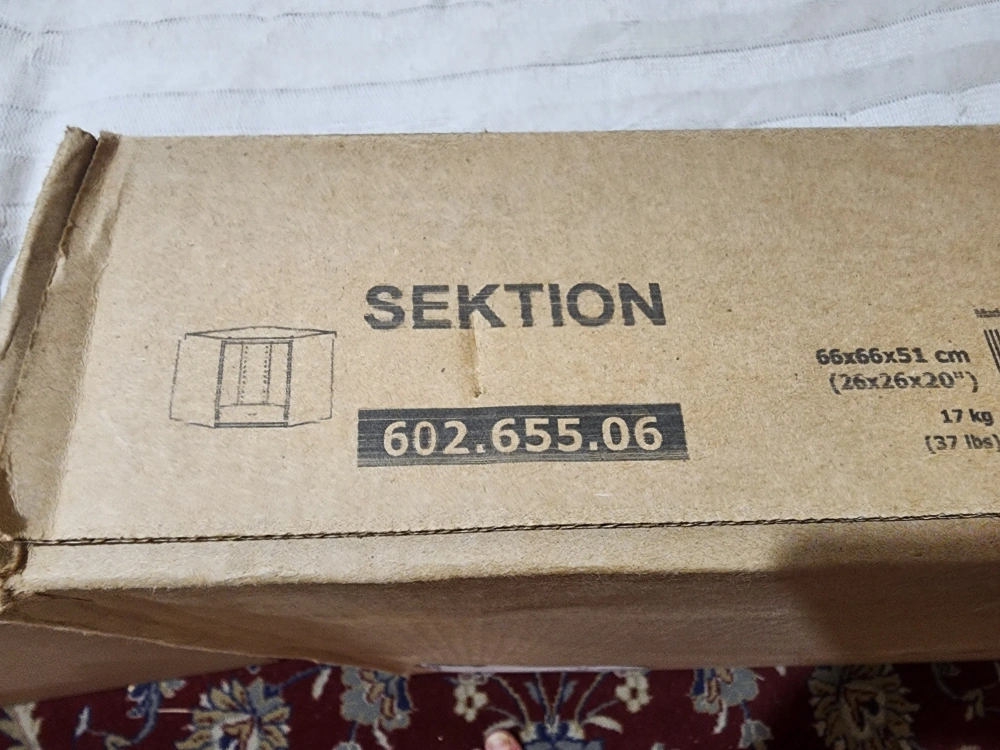 SEKTION
602.655.06
66x66x51 cm
(26x26x20")
17 kg
(37 lbs)